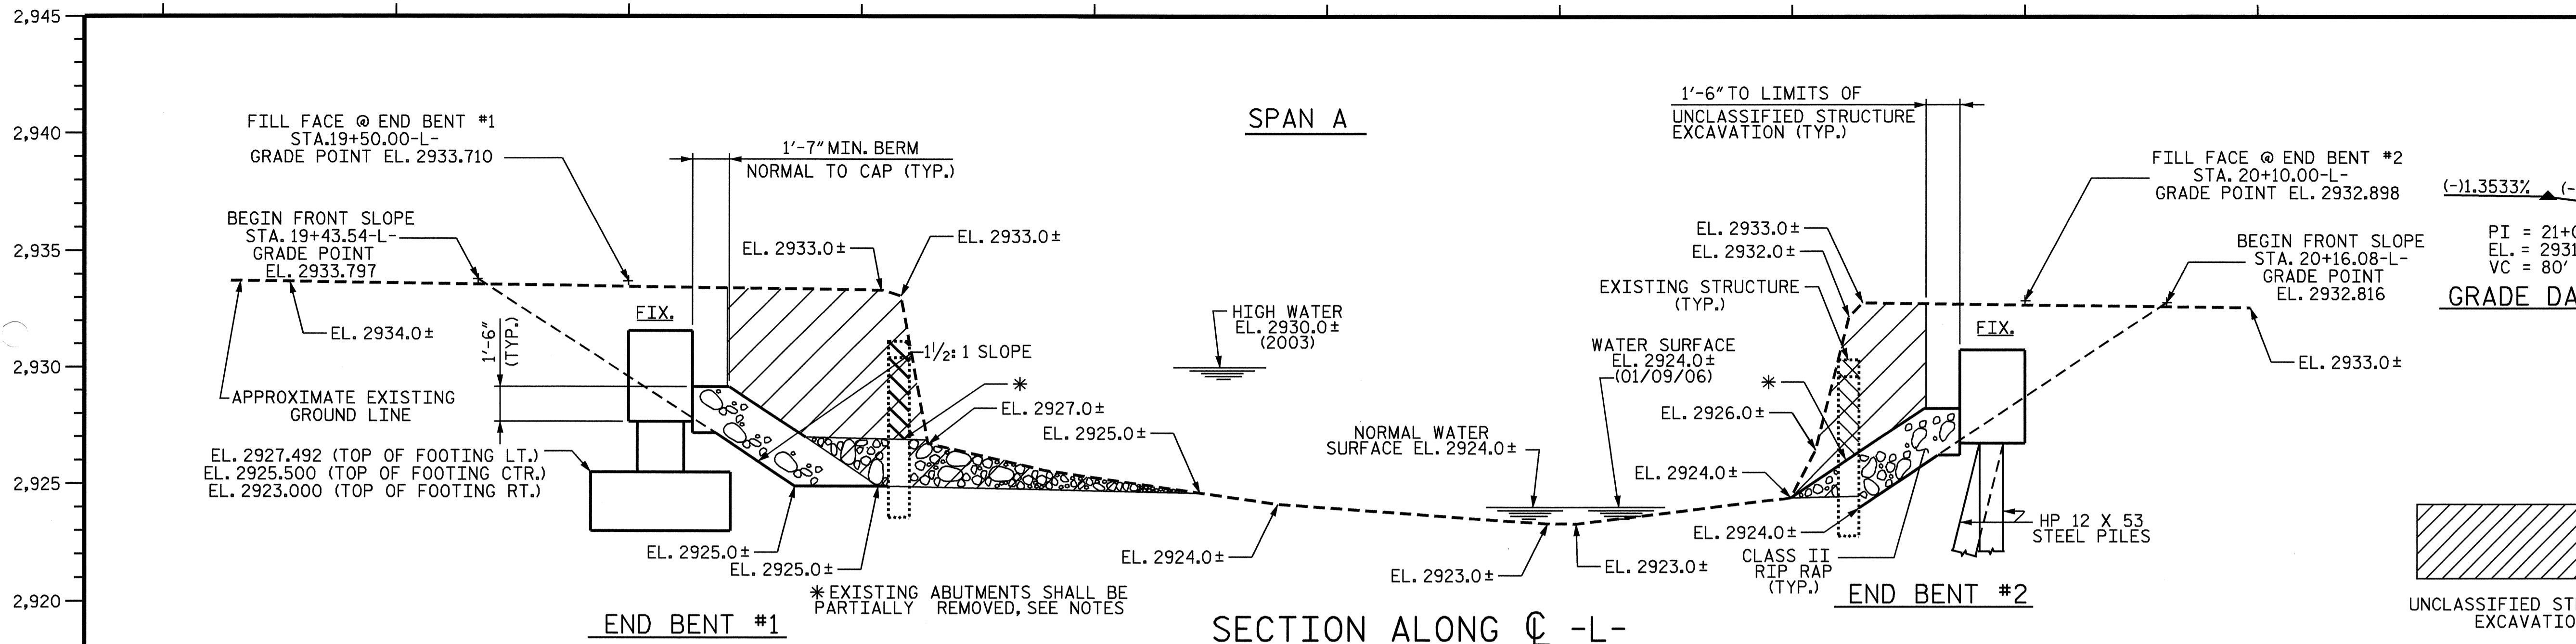 2,945
2,940
2,935
2,930
2,925
2,920
FILL FACE @ END BENT #1
STA.19+50.00-L-
GRADE POINT EL. 2933.710
BEGIN FRONT SLOPE
STA. 19+43.54-L-
GRADE POINT
EL. 2933.797
EL. 2934.0±
APPROXIMATE EXISTING
GROUND LINE
EL. 2927.492 (TOP OF FOOTING LT.)
EL. 2925.500 (TOP OF FOOTING CTR.)
EL. 2923.000 (TOP OF FOOTING RT.)
1'-6"
(TYP.)
FIX.
1'-7" MIN. BERM
NORMAL TO CAP (TYP.)
EL. 2933.0±
EL. 2933.0±
1½:1 SLOPE
*
EL. 2927.0±
EL. 2925.0±
EL. 2925.0±
EL. 2925.0±
* EXISTING ABUTMENTS SHALL BE
PARTIALLY REMOVED, SEE NOTES
END BENT #1
SPAN A
HIGH WATER
EL. 2930.0±
(2003)
NORMAL WATER
SURFACE EL. 2924.0±
EL. 2924.0±
EL. 2923.0±
EL. 2923.0±
SECTION ALONG ℄ -L-
1'-6" TO LIMITS OF
UNCLASSIFIED STRUCTURE
EXCAVATION (TYP.)
EL. 2933.0±
EL. 2932.0±
EXISTING STRUCTURE
(TYP.)
WATER SURFACE
EL. 2924.0±
(01/09/06)
*
EL. 2926.0±
EL. 2924.0±
EL. 2924.0±
CLASS II
RIP RAP
(TYP.)
FIX.
HP 12 X 53
STEEL PILES
END BENT #2
FILL FACE @ END BENT #2
STA. 20+10.00-L-
GRADE POINT EL. 2932.898
BEGIN FRONT SLOPE
STA. 20+16.08-L-
GRADE POINT
EL. 2932.816
EL. 2933.0±
(-)1.3533% (-
PI = 21+
EL. = 2931
VC = 80'
GRADE DA
UNCLASSIFIED ST
EXCAVATIO